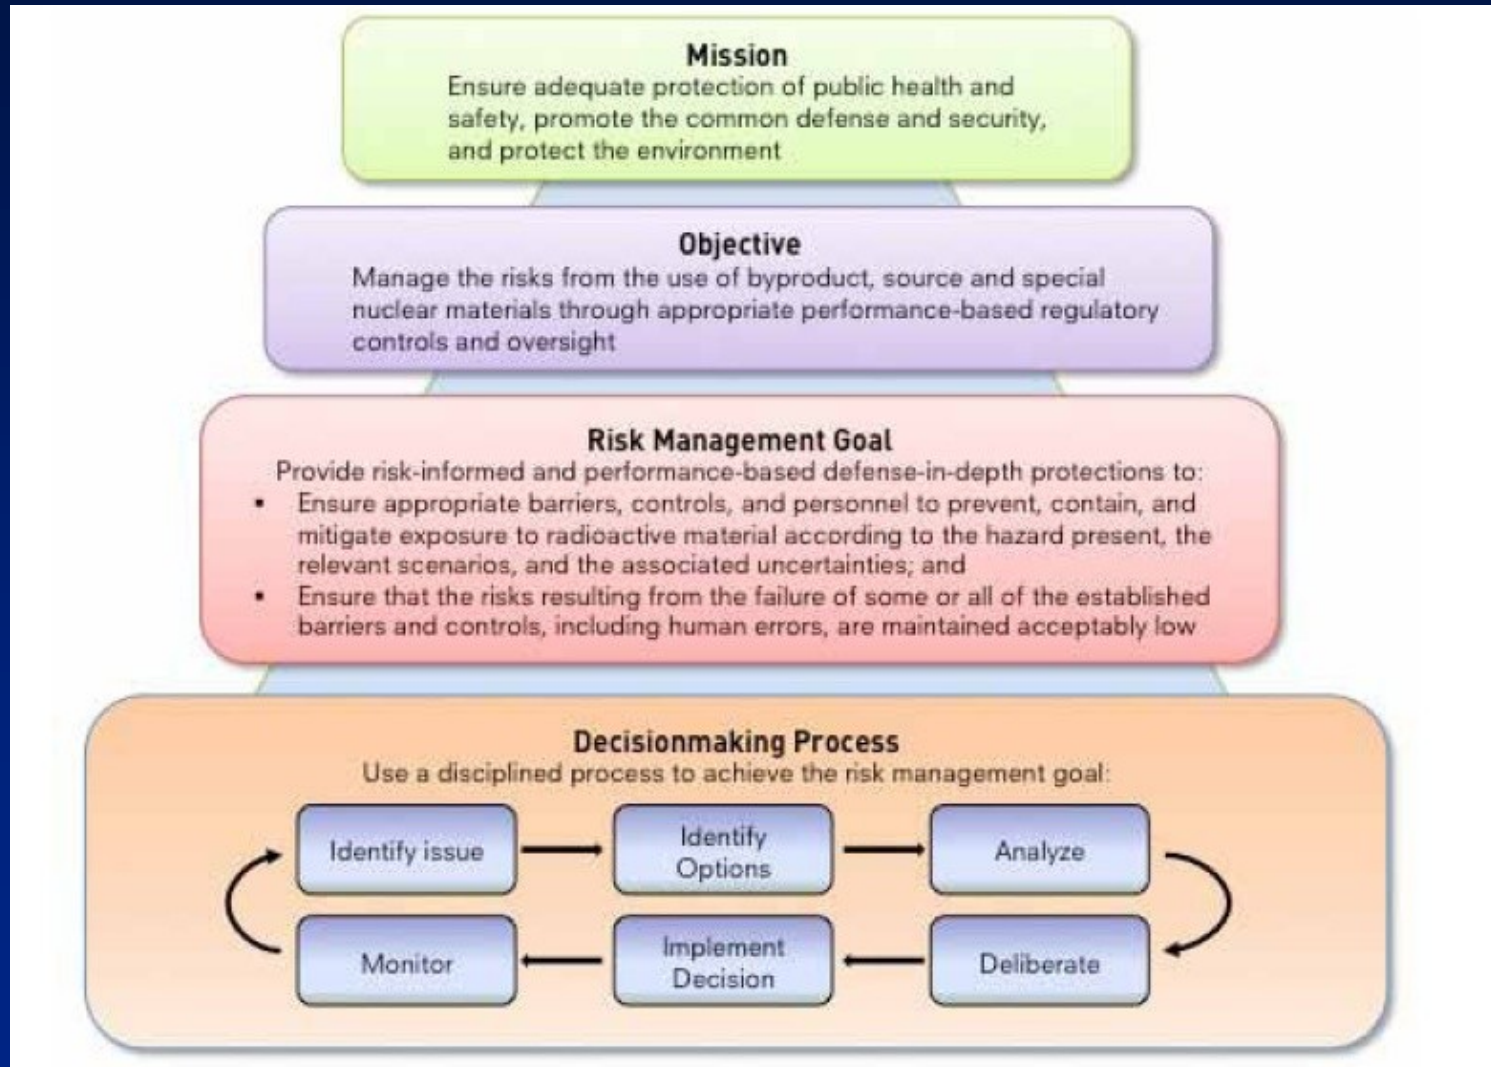 Mission
Ensure adequate protection of public health and
safety, promote the common defense and security,
and protect the environment
Objective
Manage the risks from the use of byproduct, source and special
nuclear materials through appropriate performance-based regulatory
controls and oversight
Risk Management Goal
Provide risk-informed and performance-based defense-in-depth protections to:
▪ Ensure appropriate barriers, controls, and personnel to prevent, contain, and
mitigate exposure to radioactive material according to the hazard present, the
relevant scenarios, and the associated uncertainties; and
▪ Ensure that the risks resulting from the failure of some or all of the established
barriers and controls, including human errors, are maintained acceptably low
Decisionmaking Process
Use a disciplined process to achieve the risk management goal:
Identify issue
Identify
Options
Analyze
Deliberate
Implement
Decision
Monitor